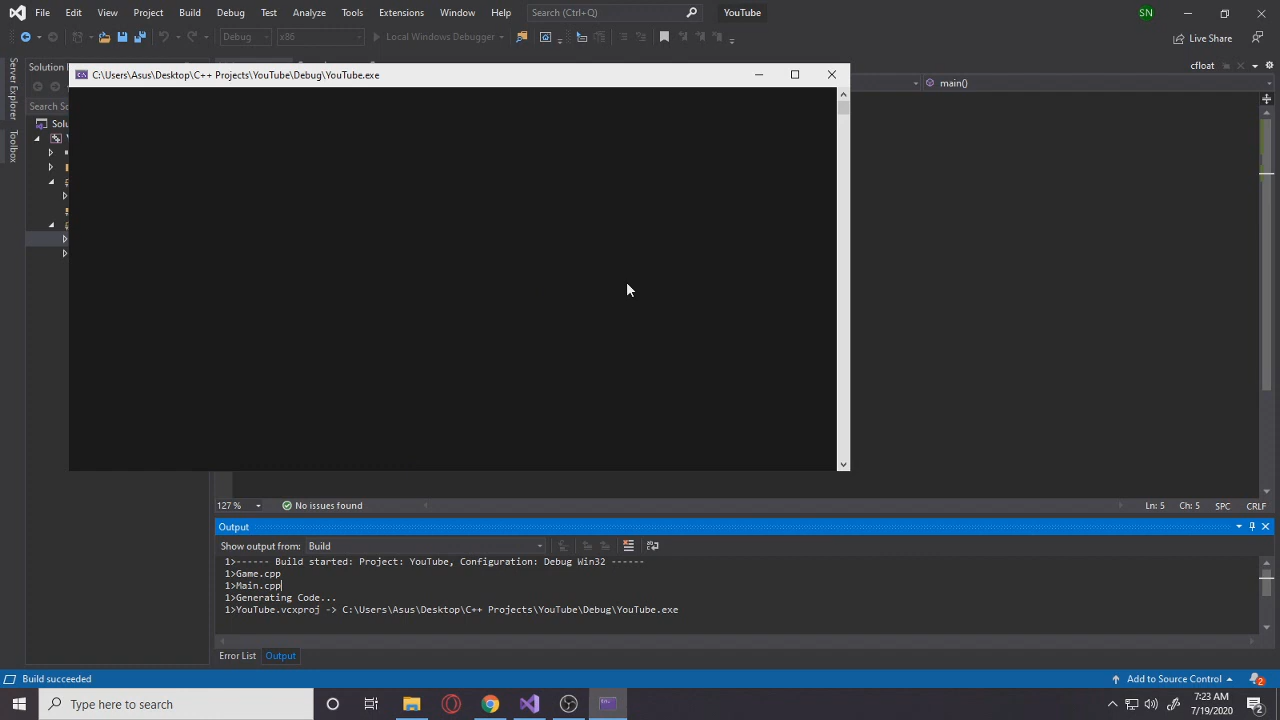 File Edit View Project Build Debug Test Analyze Tools Extensions Window Help Search (Ctrl+Q) YouTube SN
Debug x86 Local Windows Debugger Live Share
Server Explorer
Toolbox
C:\Users\Asus\Desktop\C++ Projects\YouTube\Debug\YouTube.exe
cfloat
main()
127 % No issues found Ln: 5 Ch: 5 SPC CRLF
Output
Show output from: Build
1>------ Build started: Project: YouTube, Configuration: Debug Win32 ------
1>Game.cpp
1>Main.cpp
1>Generating Code...
1>YouTube.vcxproj -> C:\Users\Asus\Desktop\C++ Projects\YouTube\Debug\YouTube.exe
Error List Output
Build succeeded Add to Source Control 2
Type here to search
7:23 AM
7/19/2020
2